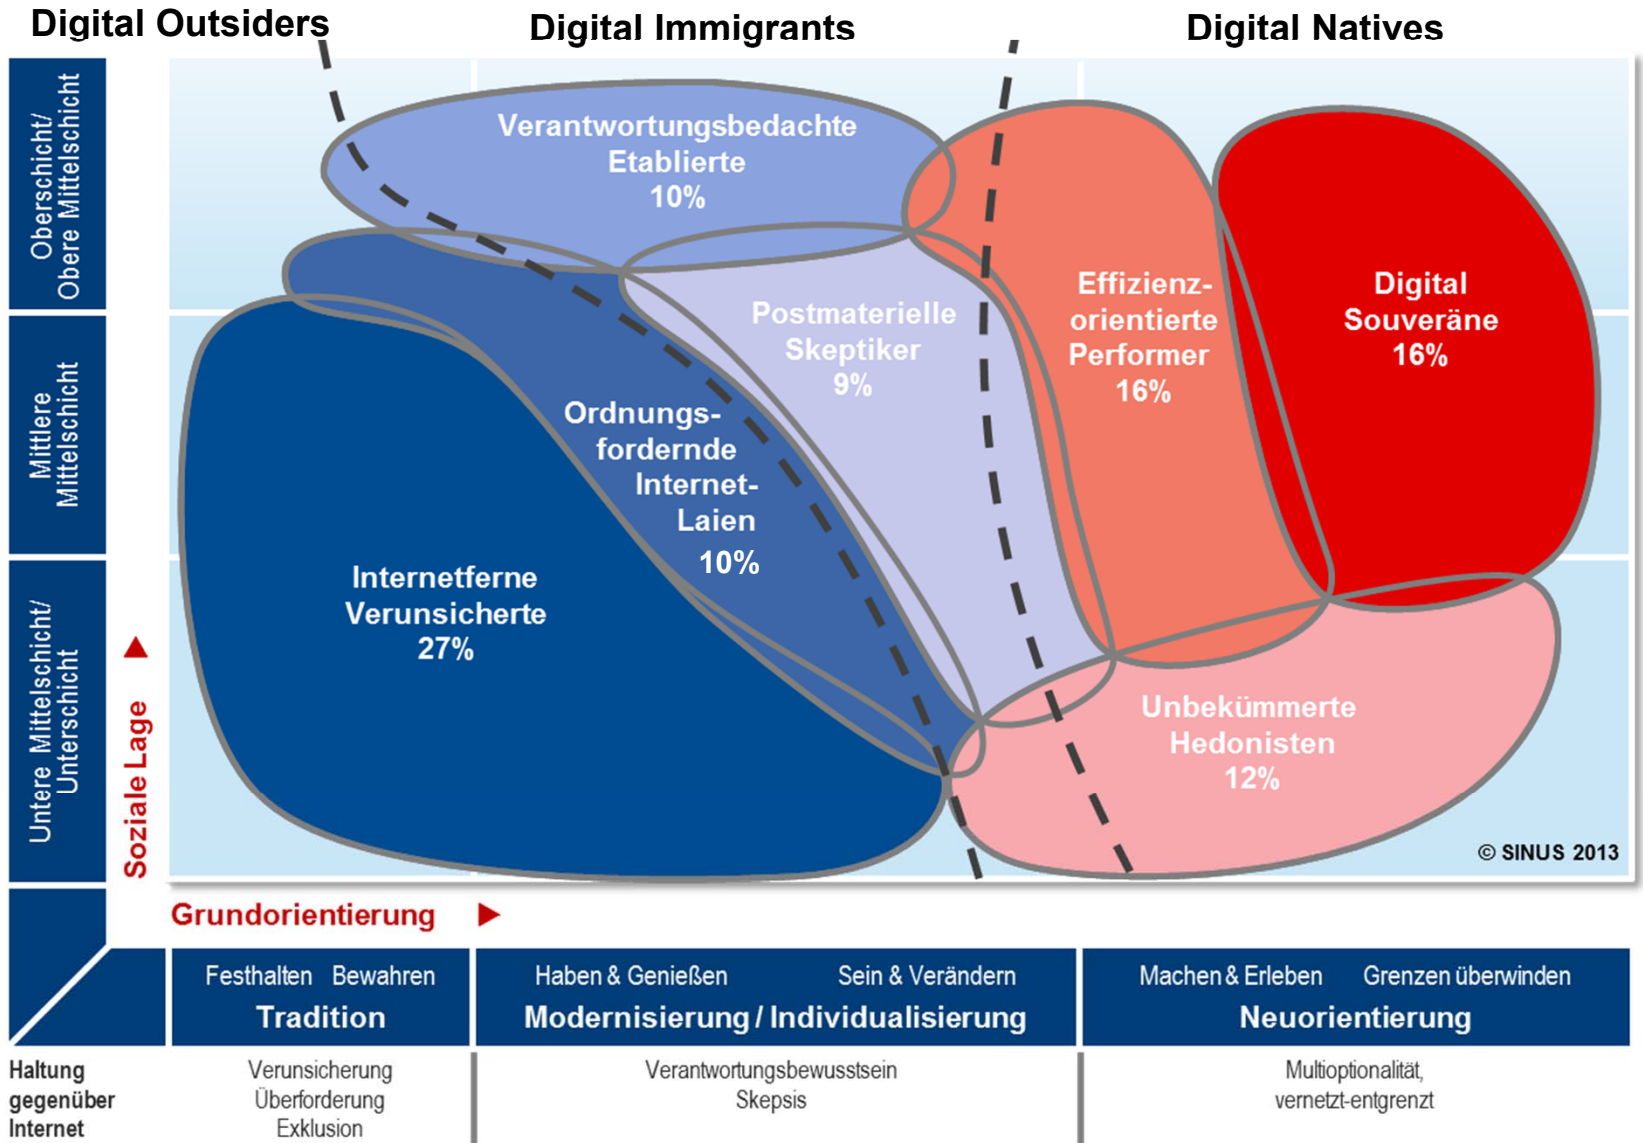 Digital Outsiders
Digital Immigrants
Digital Natives
Oberschicht/
Obere Mittelschicht
Mittlere
Mittelschicht
Untere Mittelschicht/
Unterschicht
Soziale Lage
Verantwortungsbedachte
Etablierte
10%
Postmaterielle
Skeptiker
9%
Effizienz-
orientierte
Performer
16%
Digital
Souveräne
16%
Ordnungs-
fordernde
Internet-
Laien
10%
Internetferne
Verunsicherte
27%
Unbekümmerte
Hedonisten
12%
© SINUS 2013
Grundorientierung
Festhalten Bewahren
Tradition
Haben & Genießen Sein & Verändern
Modernisierung / Individualisierung
Machen & Erleben Grenzen überwinden
Neuorientierung
Haltung
gegenüber
Internet
Verunsicherung
Überforderung
Exklusion
Verantwortungsbewusstsein
Skepsis
Multioptionalität,
vernetzt-entgrenzt